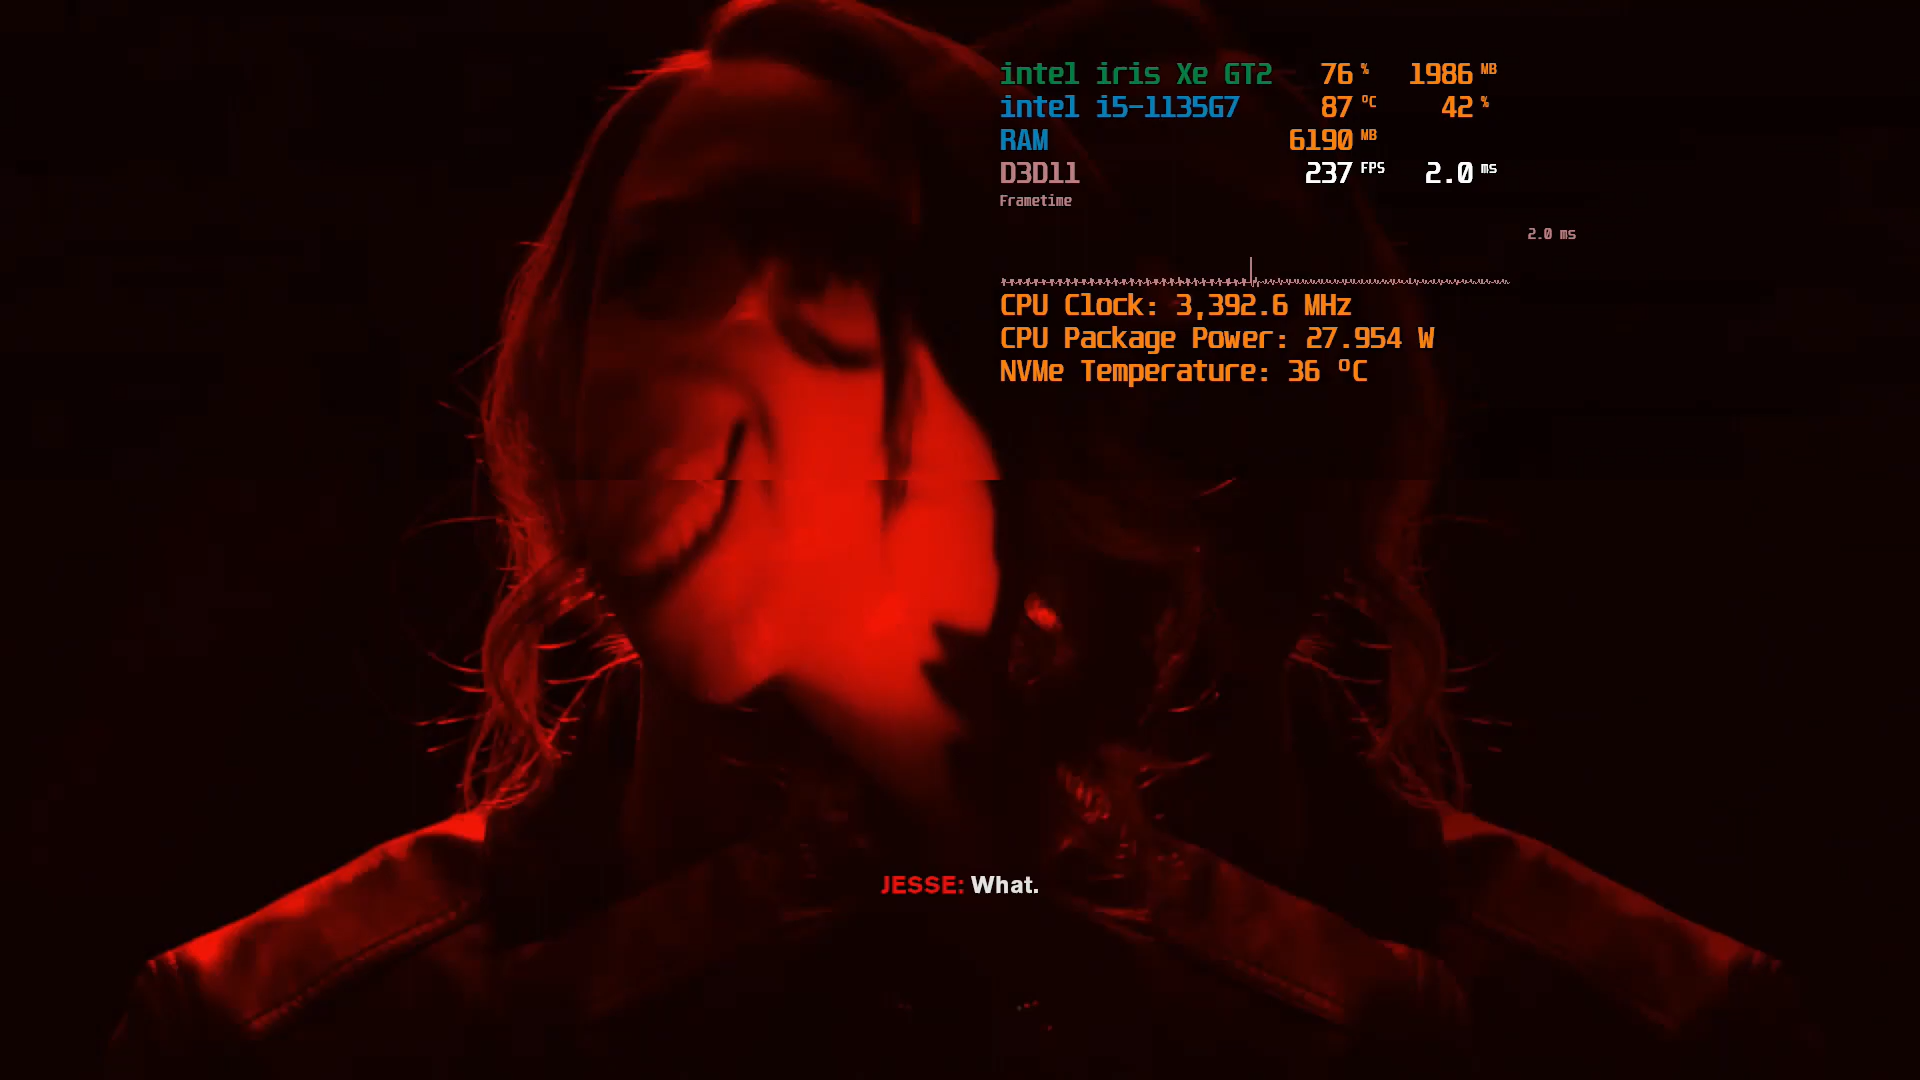 intel iris Xe GT2 76 % 1986 MB
intel i5-1135G7 87 ºC 42 %
RAM 6190 MB
D3D11 237 FPS 2.0 ms
Frametime
2.0 ms
CPU Clock: 3,392.6 MHz
CPU Package Power: 27.954 W
NVMe Temperature: 36 ºC
JESSE: What.